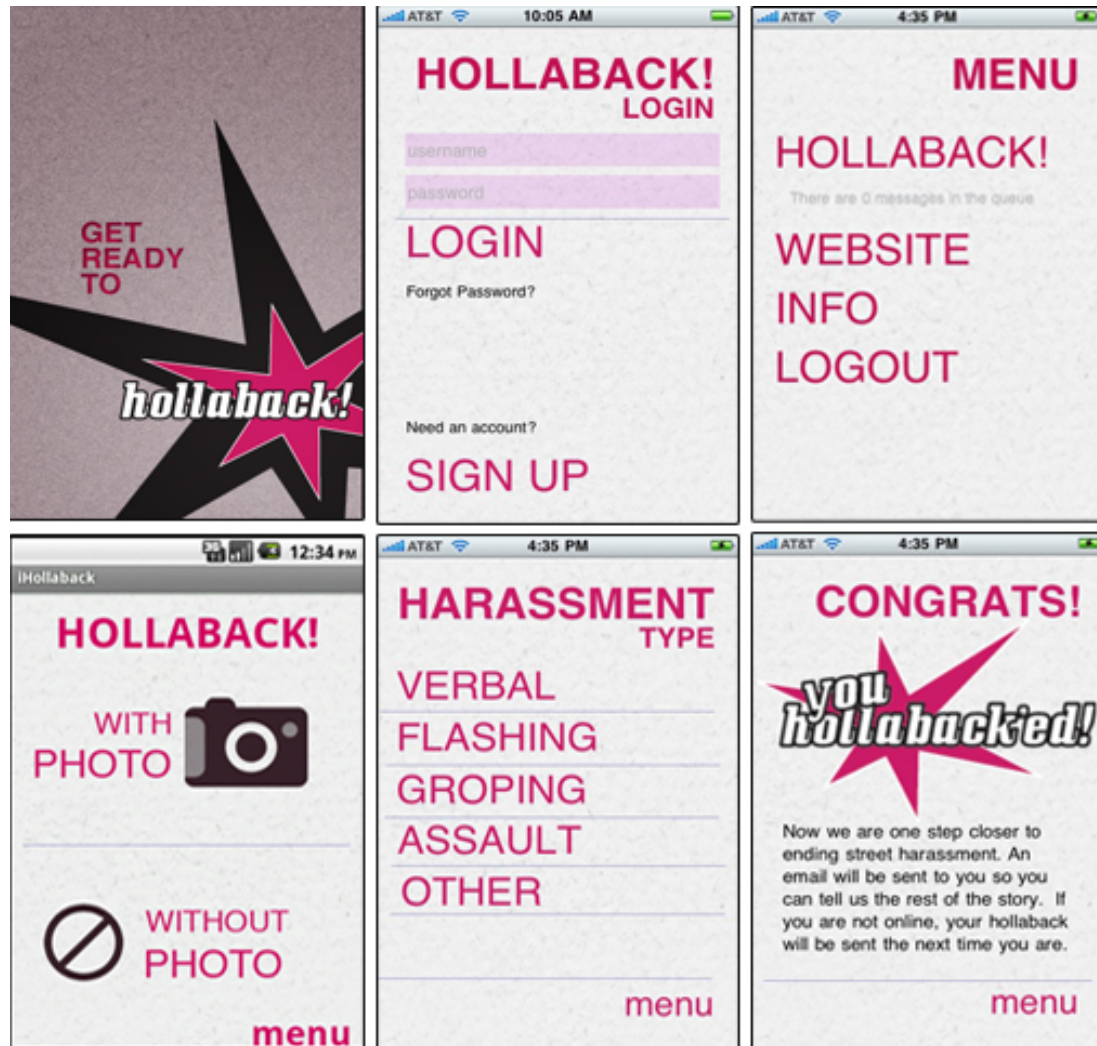 GET
READY
TO
hollaback!
AT&T 10:05 AM
HOLLABACK!
LOGIN
username
password
LOGIN
Forgot Password?
Need an account?
SIGN UP
AT&T 4:35 PM
MENU
HOLLABACK!
There are 0 messages in the queue
WEBSITE
INFO
LOGOUT
12:34 PM
iHollaback
HOLLABACK!
WITH
PHOTO
WITHOUT
PHOTO
menu
AT&T 4:35 PM
HARASSMENT
TYPE
VERBAL
FLASHING
GROPING
ASSAULT
OTHER
menu
AT&T 4:35 PM
CONGRATS!
you
hollaback'ed!
Now we are one step closer to
ending street harassment. An
email will be sent to you so you
can tell us the rest of the story. If
you are not online, your hollaback
will be sent the next time you are.
menu